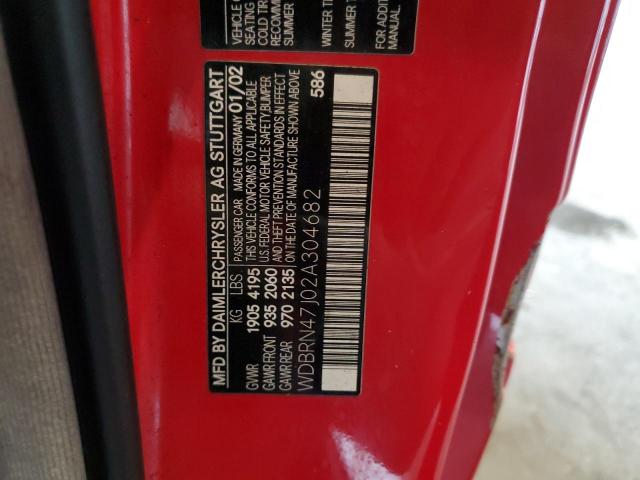 VEHICLE
SEATING
COLD TIR
RECOMM
SUMMER
WINTER TI
SUMMER T
FOR ADDI
MANUAL.
MFD BY DAIMLERCHRYSLER AG STUTTGART
KG LBS PASSENGER CAR MADE IN GERMANY 01/02
GVWR 1905 4195 THIS VEHICLE CONFORMS TO ALL APPLICABLE
GAWR FRONT 935 2060 U.S. FEDERAL MOTOR VEHICLE SAFETY, BUMPER
GAWR REAR 970 2135 AND THEFT PREVENTION STANDARDS IN EFFECT
ON THE DATE OF MANUFACTURE SHOWN ABOVE
WDBRN47J02A304682 586